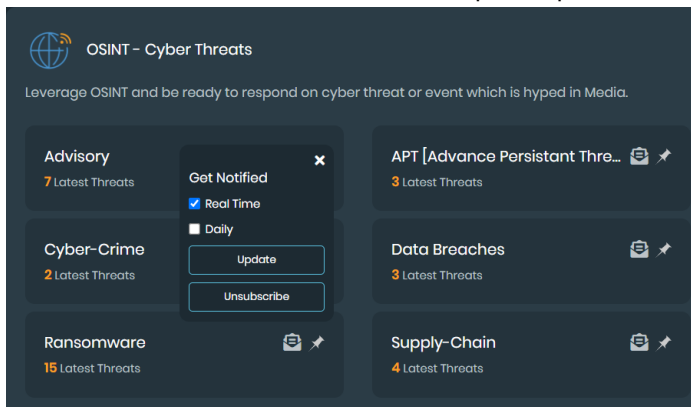 OSINT - Cyber Threats
Leverage OSINT and be ready to respond on cyber threat or event which is hyped in Media.
Advisory
7 Latest Threats
Get Notified
Real Time
Daily
Update
Unsubscribe
APT [Advance Persistant Thre...
3 Latest Threats
Cyber-Crime
2 Latest Threats
Data Breaches
3 Latest Threats
Ransomware
15 Latest Threats
Supply-Chain
4 Latest Threats